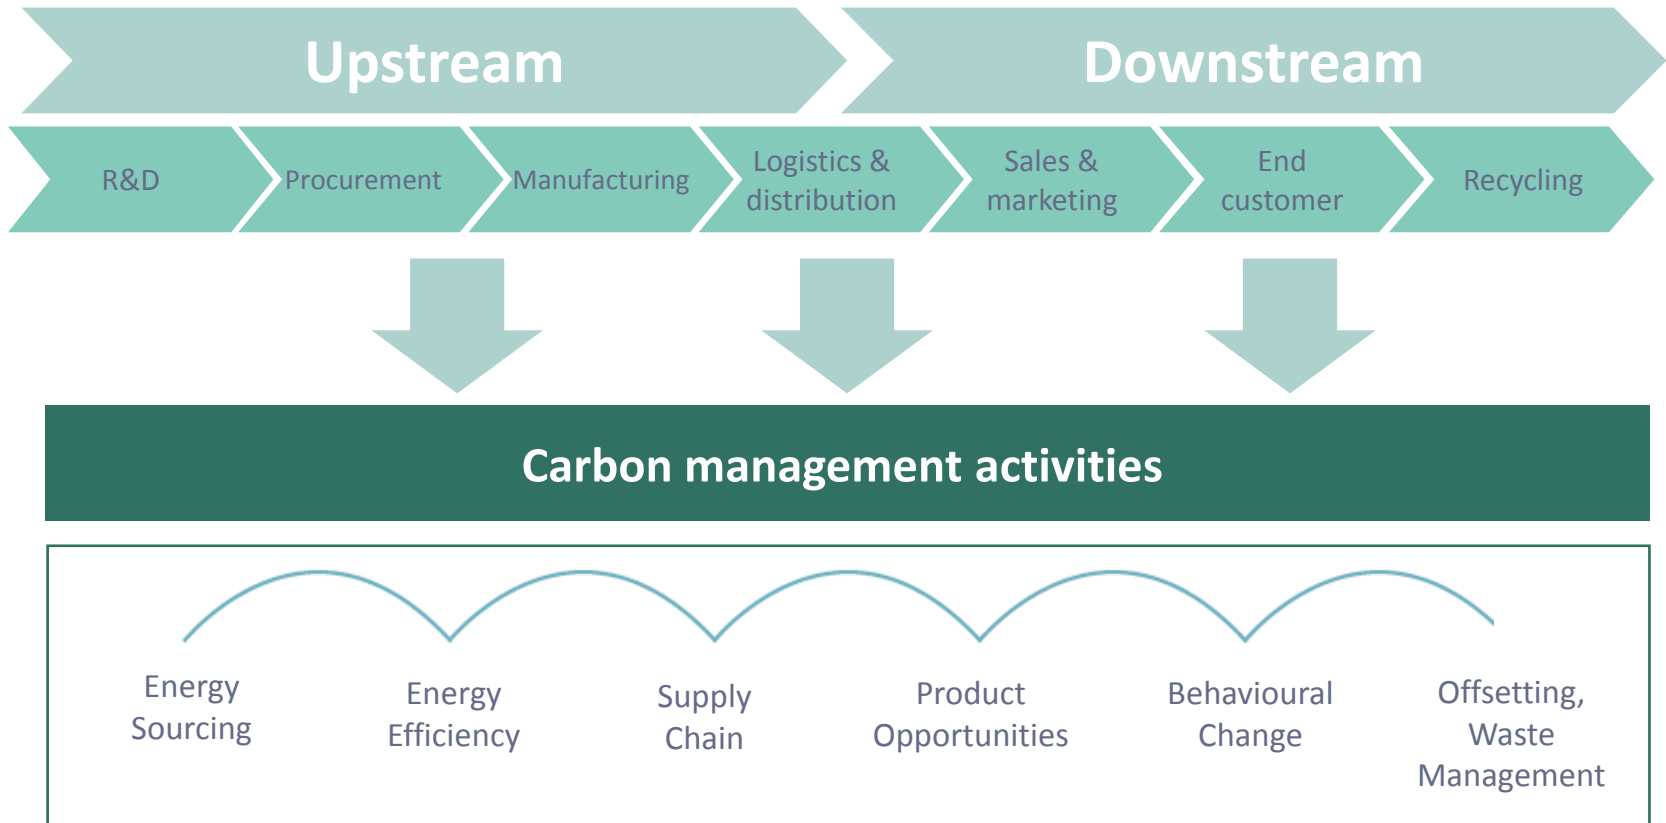 Upstream
Downstream
R&D
Procurement
Manufacturing
Logistics &
distribution
Sales &
marketing
End
customer
Recycling
Carbon management activities
Energy
Sourcing
Energy
Efficiency
Supply
Chain
Product
Opportunities
Behavioural
Change
Offsetting,
Waste
Management